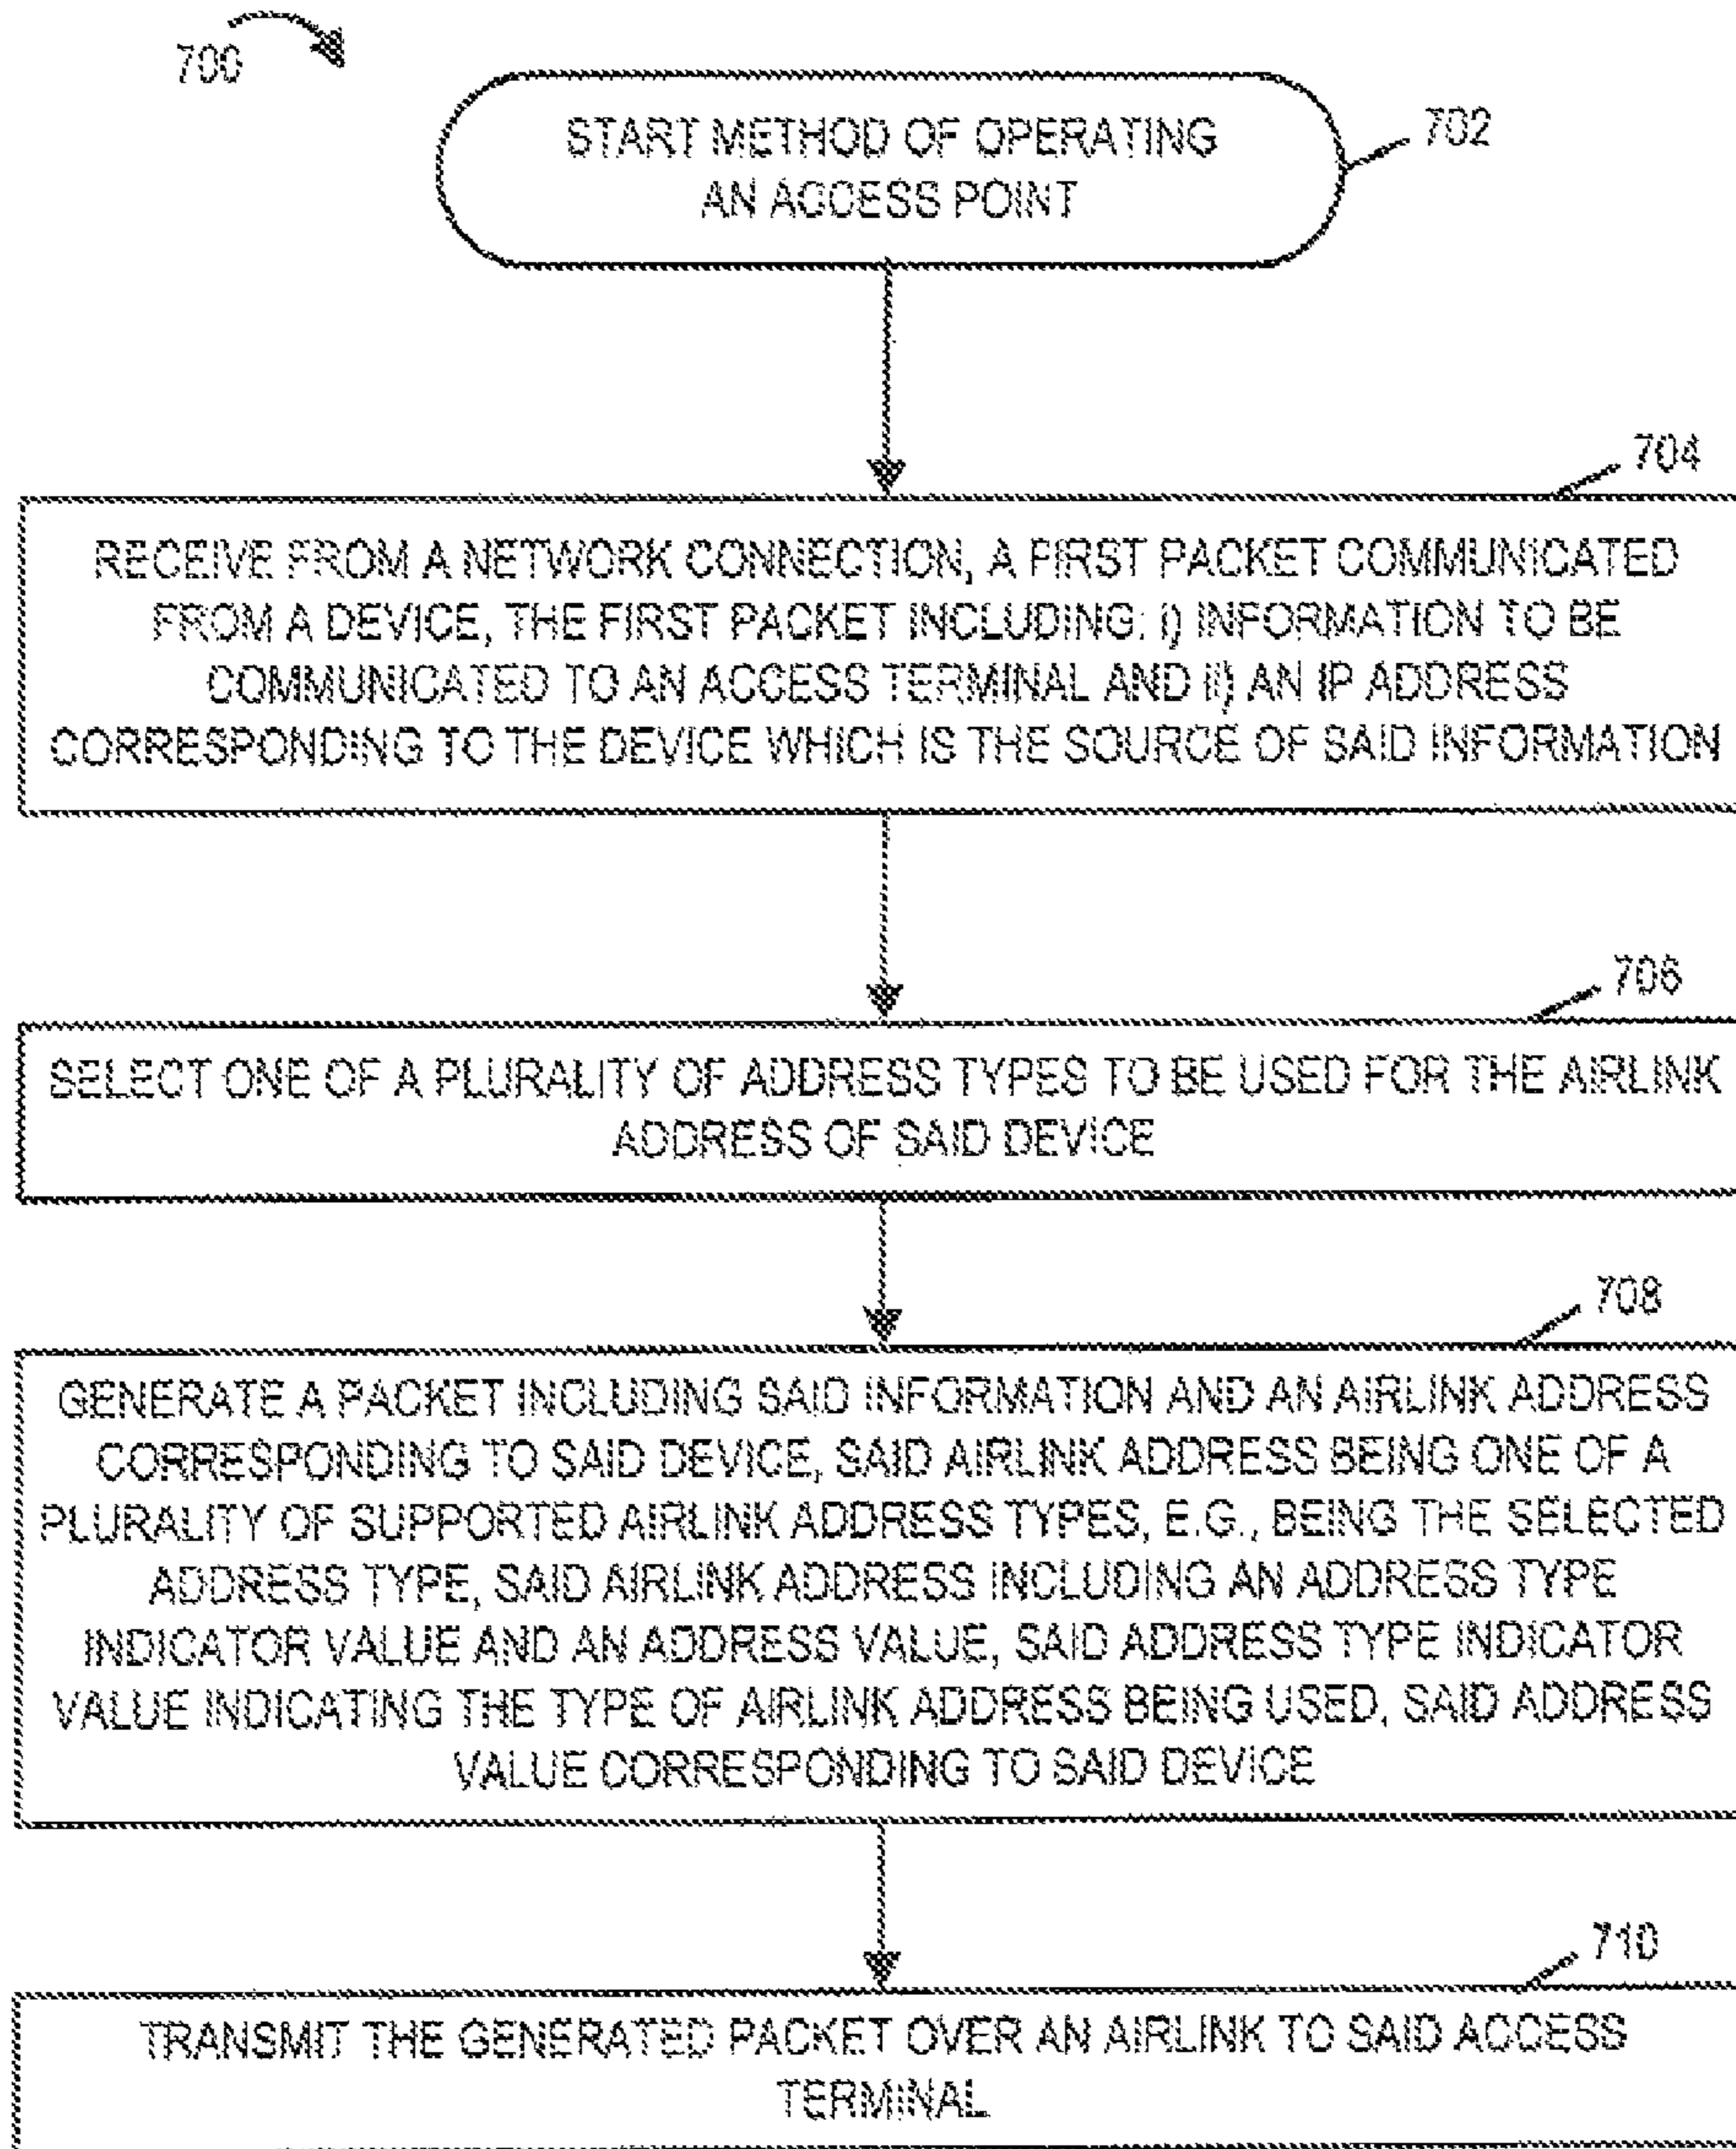 700
START METHOD OF OPERATING
AN ACCESS POINT
702
704
RECEIVE FROM A NETWORK CONNECTION, A FIRST PACKET COMMUNICATED
FROM A DEVICE, THE FIRST PACKET INCLUDING: i) INFORMATION TO BE
COMMUNICATED TO AN ACCESS TERMINAL AND ii) AN IP ADDRESS
CORRESPONDING TO THE DEVICE WHICH IS THE SOURCE OF SAID INFORMATION
706
SELECT ONE OF A PLURALITY OF ADDRESS TYPES TO BE USED FOR THE AIRLINK
ADDRESS OF SAID DEVICE
708
GENERATE A PACKET INCLUDING SAID INFORMATION AND AN AIRLINK ADDRESS
CORRESPONDING TO SAID DEVICE, SAID AIRLINK ADDRESS BEING ONE OF A
PLURALITY OF SUPPORTED AIRLINK ADDRESS TYPES, E.G., BEING THE SELECTED
ADDRESS TYPE, SAID AIRLINK ADDRESS INCLUDING AN ADDRESS TYPE
INDICATOR VALUE AND AN ADDRESS VALUE, SAID ADDRESS TYPE INDICATOR
VALUE INDICATING THE TYPE OF AIRLINK ADDRESS BEING USED, SAID ADDRESS
VALUE CORRESPONDING TO SAID DEVICE
710
TRANSMIT THE GENERATED PACKET OVER AN AIRLINK TO SAID ACCESS
TERMINAL